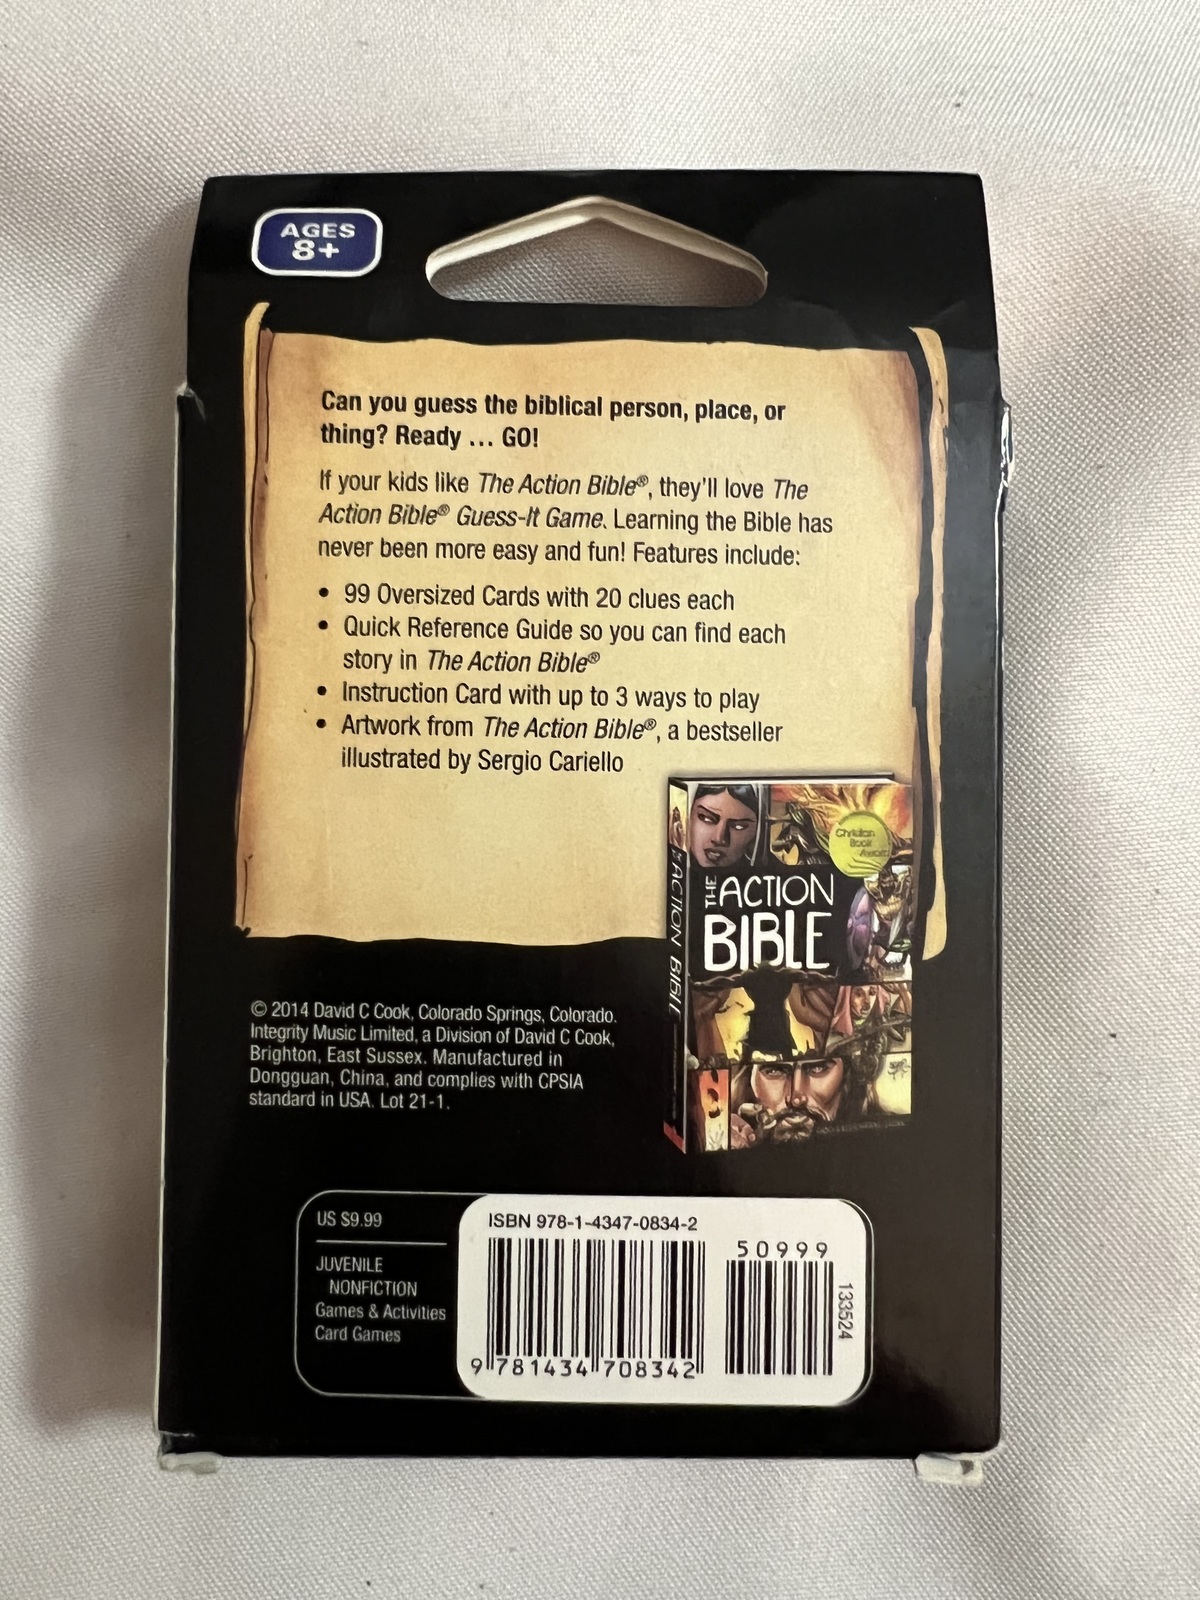 AGES
8+
Can you guess the biblical person, place, or
thing? Ready ... GO!
If your kids like The Action Bible®, they'll love The
Action Bible® Guess-It Game. Learning the Bible has
never been more easy and fun! Features include:
• 99 Oversized Cards with 20 clues each
• Quick Reference Guide so you can find each
story in The Action Bible®
• Instruction Card with up to 3 ways to play
• Artwork from The Action Bible®, a bestseller
illustrated by Sergio Cariello
Christian
Book
Award
THE ACTION
BIBLE
THE ACTION BIBLE
© 2014 David C Cook, Colorado Springs, Colorado.
Integrity Music Limited, a Division of David C Cook,
Brighton, East Sussex. Manufactured in
Dongguan, China, and complies with CPSIA
standard in USA. Lot 21-1.
US $9.99
JUVENILE
NONFICTION
Games & Activities
Card Games
ISBN 978-1-4347-0834-2
50999
9 781434 708342
133524